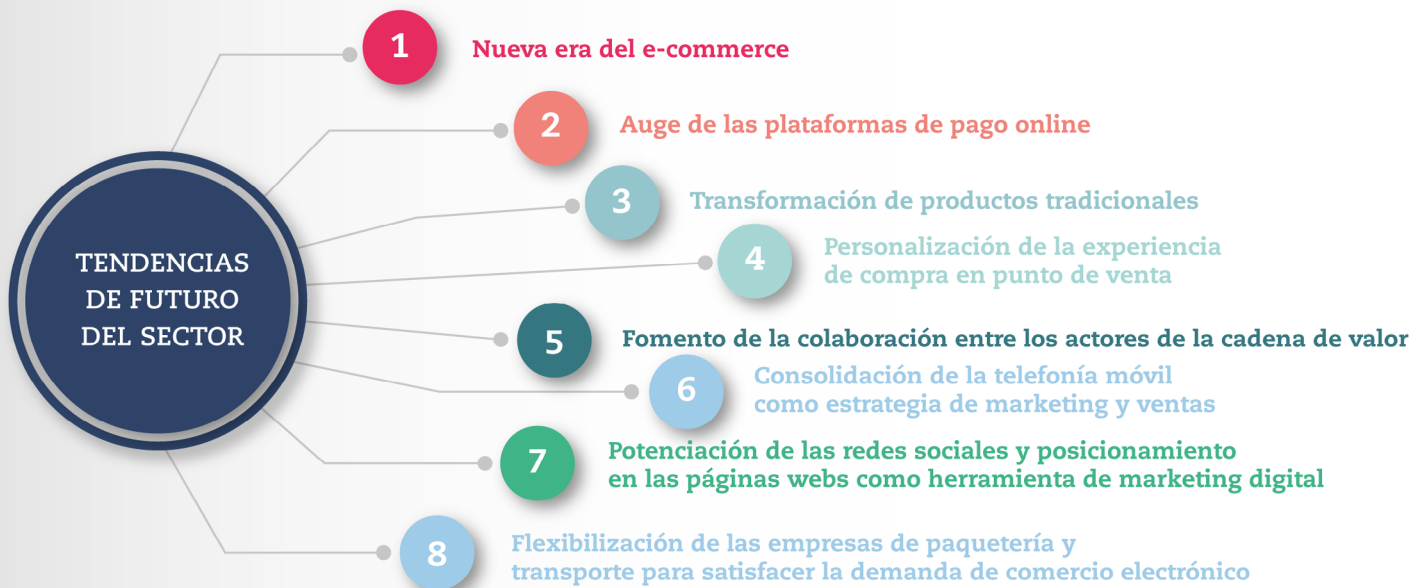 TENDENCIAS
DE FUTURO
DEL SECTOR
1
Nueva era del e-commerce
2
Auge de las plataformas de pago online
3
Transformación de productos tradicionales
4
Personalización de la experiencia
de compra en punto de venta
5
Fomento de la colaboración entre los actores de la cadena de valor
6
Consolidación de la telefonía móvil
como estrategia de marketing y ventas
7
Potenciación de las redes sociales y posicionamiento
en las páginas webs como herramienta de marketing digital
8
Flexibilización de las empresas de paquetería y
transporte para satisfacer la demanda de comercio electrónico